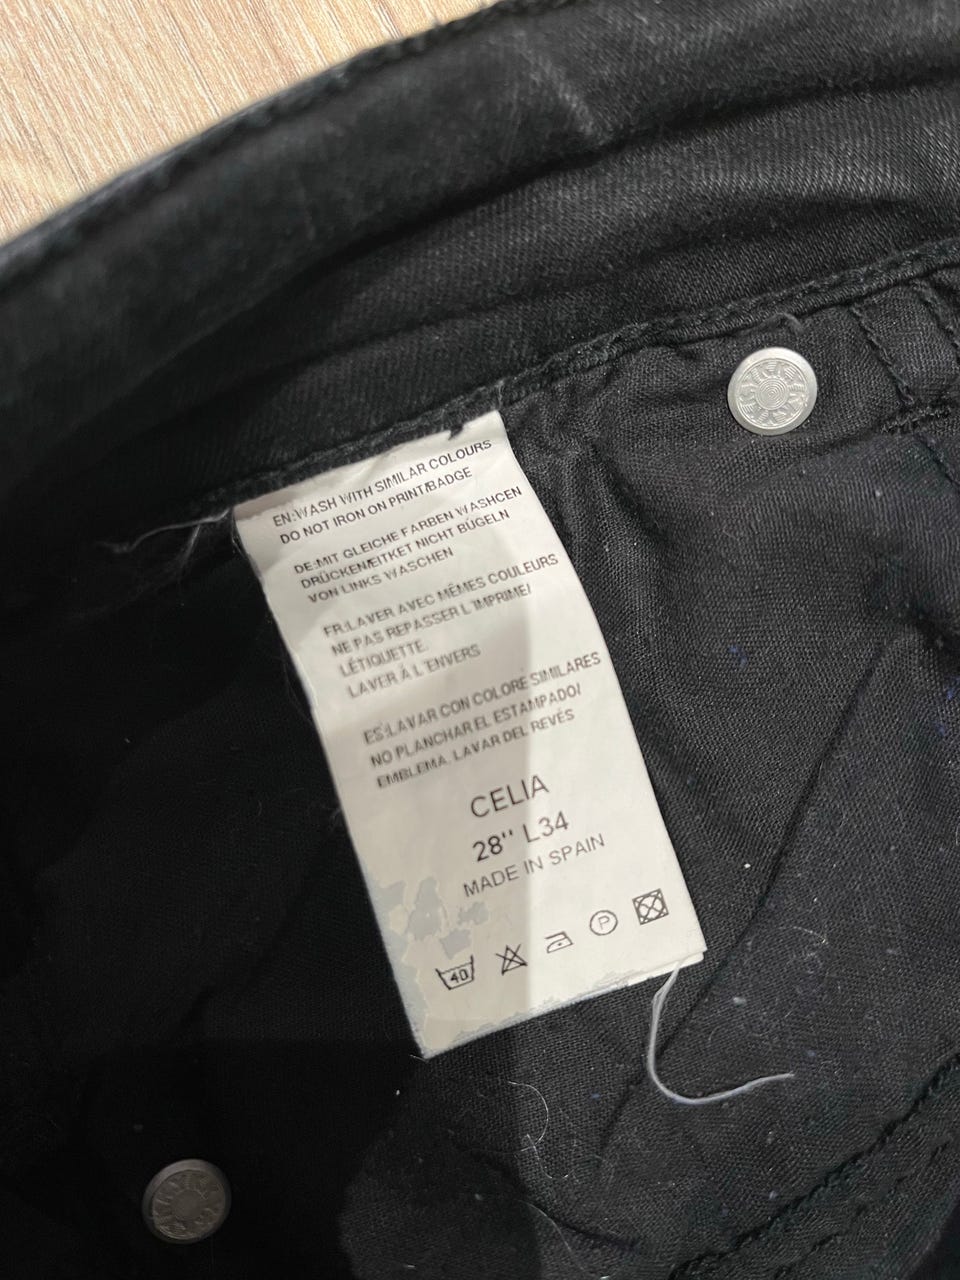 EN:WASH WITH SIMILAR COLOURS
DO NOT IRON ON PRINT/BADGE
DE:MIT GLEICHE FARBEN WASHCEN
DRÜCKEN/EITKET NICHT BÜGELN
VON LINKS WASCHEN
FR:LAVER AVEC MÊMES COULEURS
NE PAS REPASSER L'IMPRIME/
LÉTIQUETTE.
LAVER Á L'ENVERS
ES:LAVAR CON COLORE SIMILARES
NO PLANCHAR EL ESTAMPADO/
EMBLEMA. LAVAR DEL REVÉS
CELIA
28'' L34
MADE IN SPAIN
40 P